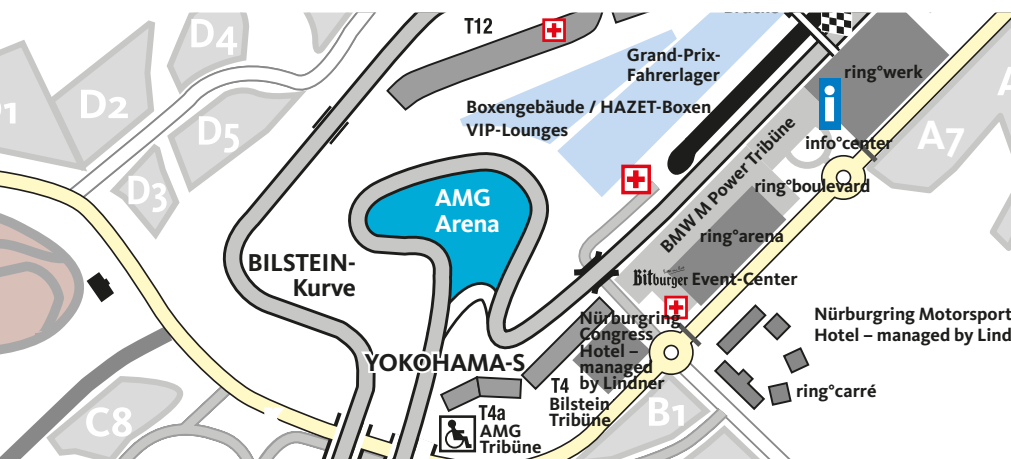 T12
D4
D2
D5
D3
Grand-Prix-
Fahrerlager
Boxengebäude / HAZET-Boxen
VIP-Lounges
ring°werk
i
info°center
A7
BMW M Power Tribüne
ring°boulevard
ring°arena
Bitburger Event-Center
AMG
Arena
BILSTEIN-
Kurve
YOKOHAMA-S
Nürburgring
Congress
Hotel –
managed
by Lindner
Nürburgring Motorsport
Hotel – managed by Lind
ring°carré
T4
Bilstein
Tribüne
T4a
AMG
Tribüne
B1
C8